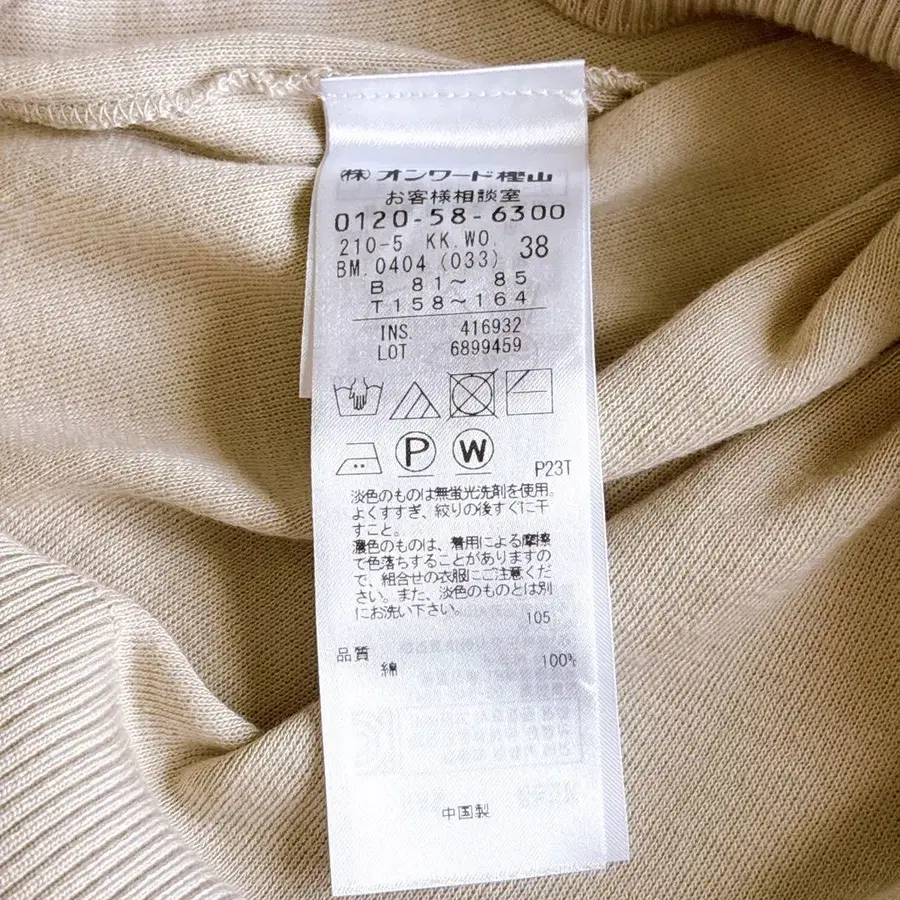 ㈱ オンワード樫山
お客様相談室
0120-58-6300
210-5 KK.WO. 38
BM.0404 (033)
B 81～ 85
T158～164
INS. 416932
LOT 6899459
P W
P23T
淡色のものは無蛍光洗剤を使用。
よくすすぎ、絞りの後すぐに干
すこと。
濃色のものは、着用による摩擦
で色落ちすることがありますの
で、組合せの衣服にご注意くだ
さい。また、淡色のものとは別
にお洗い下さい。
105
品質
綿 100%
中国製